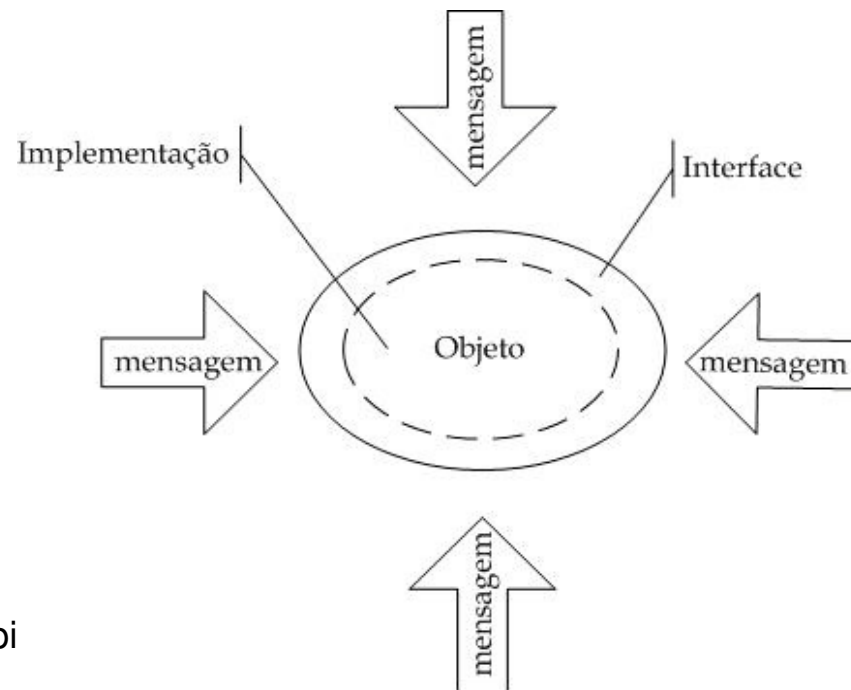 mensagem
Implementação
Interface
mensagem
Objeto
mensagem
mensagem